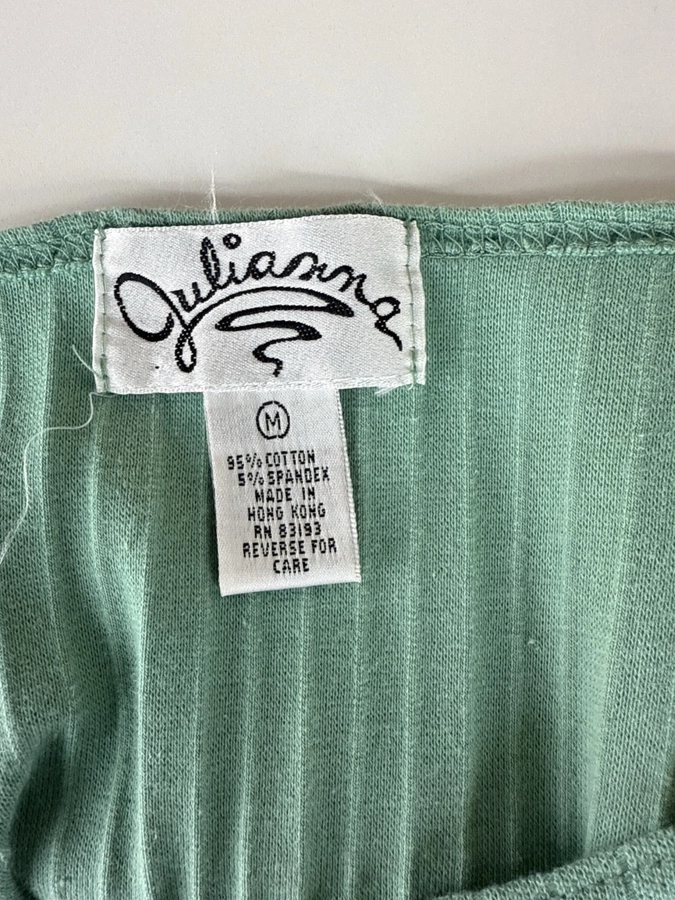 Julianna
M
95% COTTON
5% SPANDEX
MADE IN
HONG KONG
RN 83193
REVERSE FOR
CARE